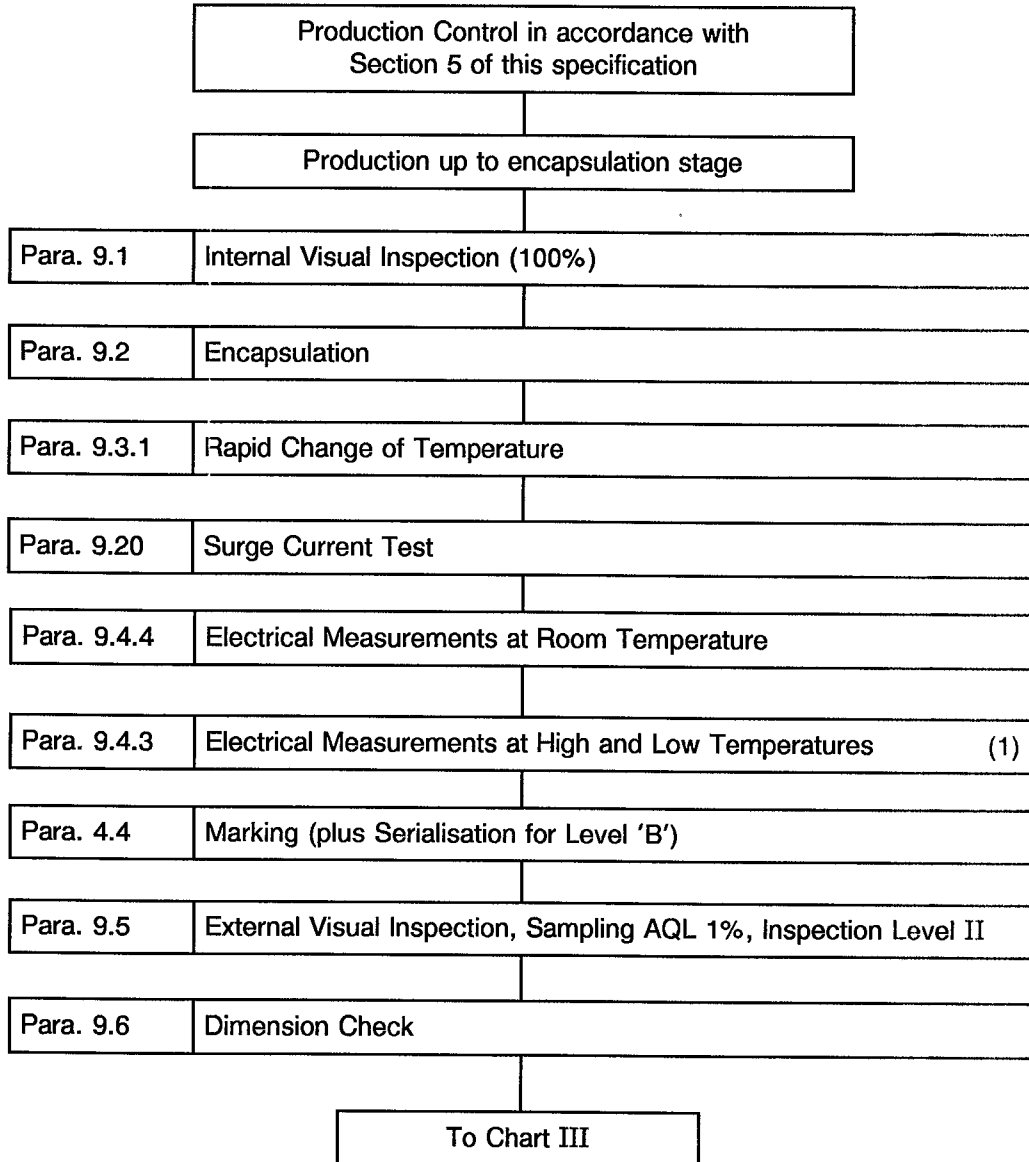 Production Control in accordance with
Section 5 of this specification
Production up to encapsulation stage
Para. 9.1 Internal Visual Inspection (100%)
Para. 9.2 Encapsulation
Para. 9.3.1 Rapid Change of Temperature
Para. 9.20 Surge Current Test
Para. 9.4.4 Electrical Measurements at Room Temperature
Para. 9.4.3 Electrical Measurements at High and Low Temperatures (1)
Para. 4.4 Marking (plus Serialisation for Level 'B')
Para. 9.5 External Visual Inspection, Sampling AQL 1%, Inspection Level II
Para. 9.6 Dimension Check
To Chart III